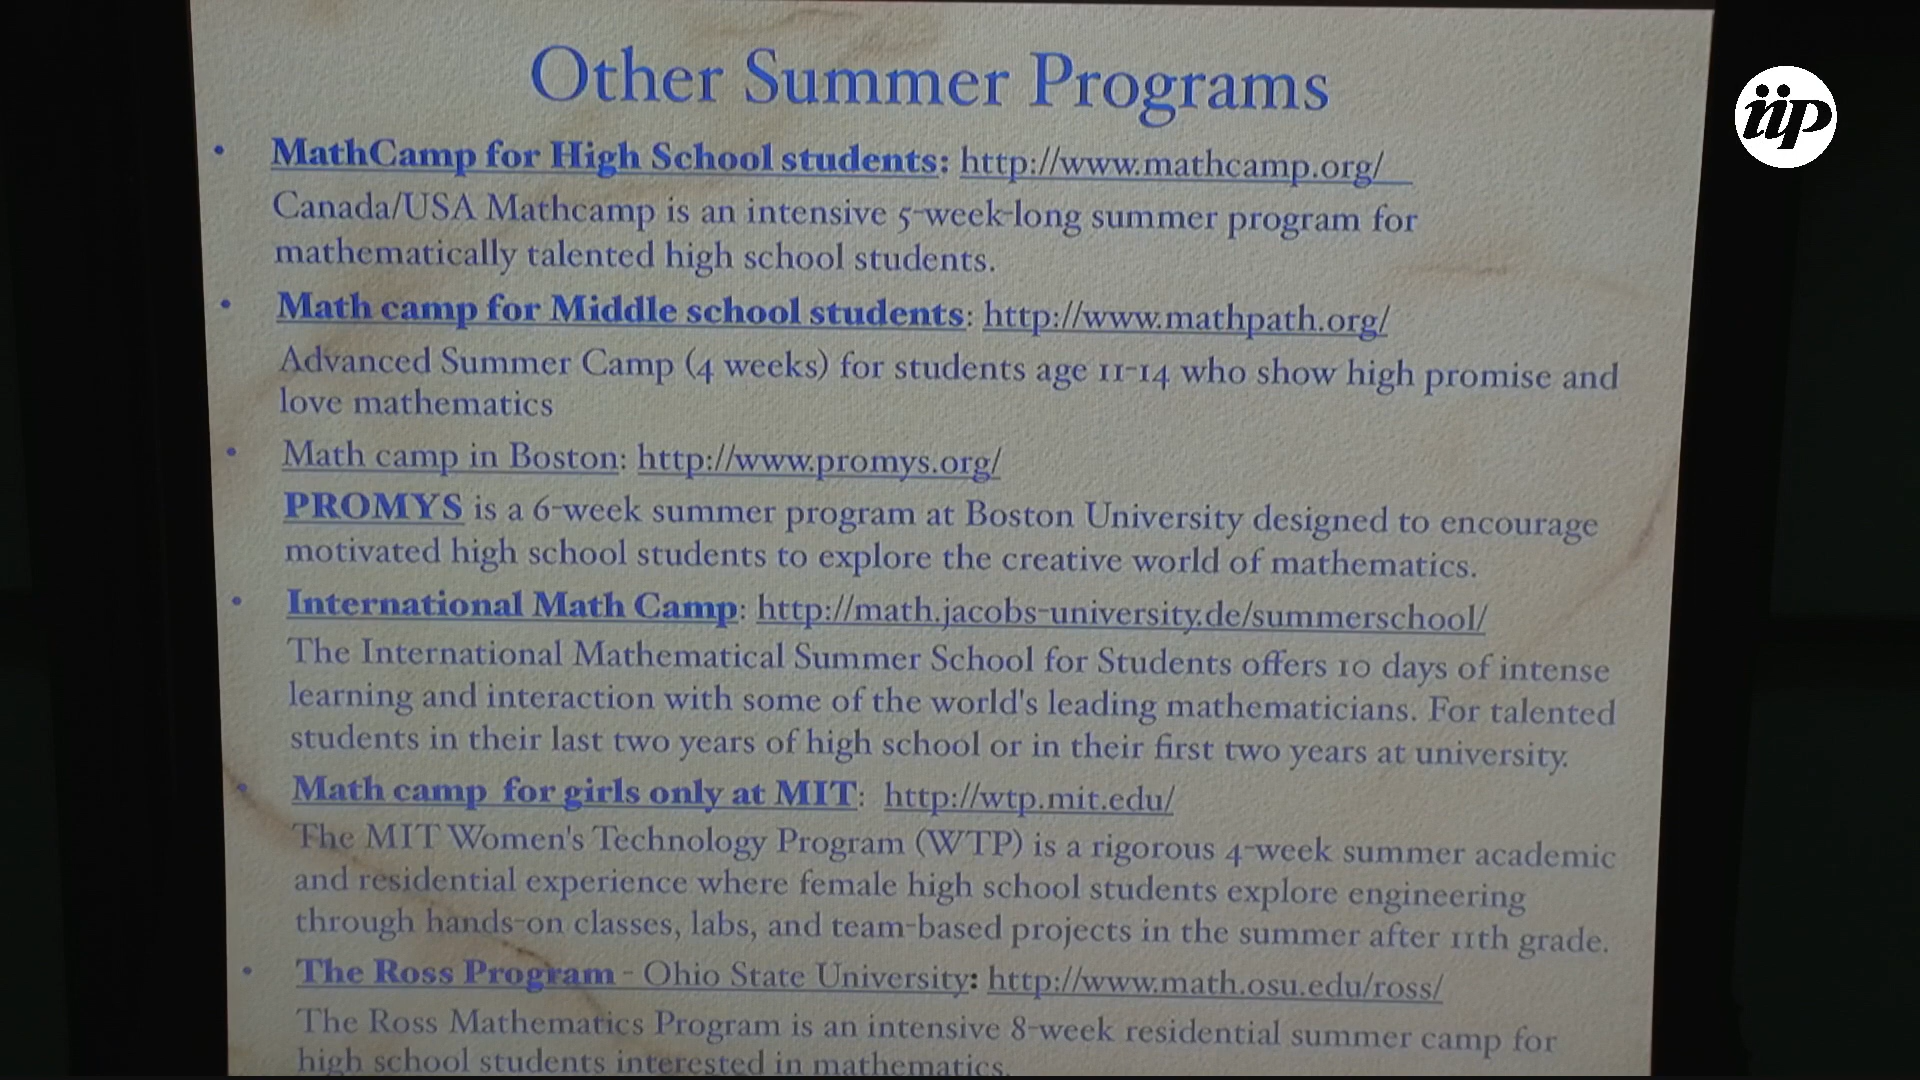 Other Summer Programs
iip
• MathCamp for High School students: http://www.mathcamp.org/
Canada/USA Mathcamp is an intensive 5-week-long summer program for
mathematically talented high school students.
• Math camp for Middle school students: http://www.mathpath.org/
Advanced Summer Camp (4 weeks) for students age 11-14 who show high promise and
love mathematics
• Math camp in Boston: http://www.promys.org/
PROMYS is a 6-week summer program at Boston University designed to encourage
motivated high school students to explore the creative world of mathematics.
• International Math Camp: http://math.jacobs-university.de/summerschool/
The International Mathematical Summer School for Students offers 10 days of intense
learning and interaction with some of the world's leading mathematicians. For talented
students in their last two years of high school or in their first two years at university.
• Math camp for girls only at MIT: http://wtp.mit.edu/
The MIT Women's Technology Program (WTP) is a rigorous 4-week summer academic
and residential experience where female high school students explore engineering
through hands-on classes, labs, and team-based projects in the summer after 11th grade.
• The Ross Program - Ohio State University: http://www.math.osu.edu/ross/
The Ross Mathematics Program is an intensive 8-week residential summer camp for
high school students interested in mathematics.